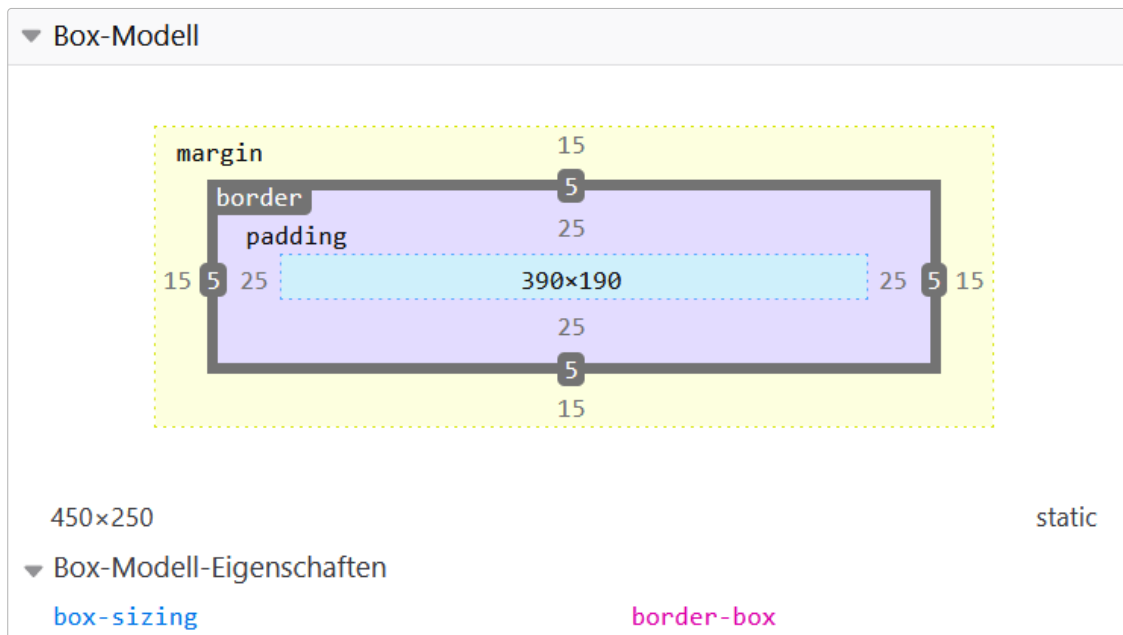 Box-Modell
margin 15
border 5
padding 25
15 5 25 390×190 25 5 15
25
5
15
450×250 static
Box-Modell-Eigenschaften
box-sizing border-box